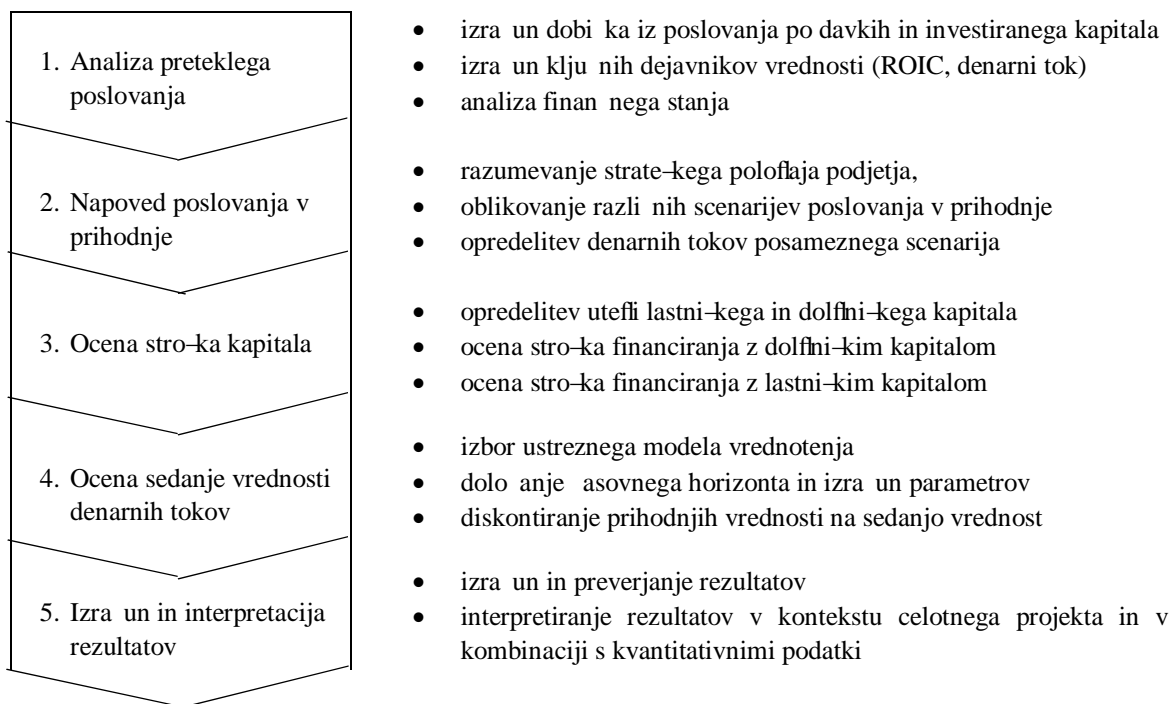 1. Analiza preteklega
poslovanja
• izra un dobi ka iz poslovanja po davkih in investiranega kapitala
• izra un klju nih dejavnikov vrednosti (ROIC, denarni tok)
• analiza finan nega stanja
2. Napoved poslovanja v
prihodnje
• razumevanje strate–kega poloflaja podjetja,
• oblikovanje razli nih scenarijev poslovanja v prihodnje
• opredelitev denarnih tokov posameznega scenarija
3. Ocena stro–ka kapitala
• opredelitevutefli lastni–kega in dolflni–kega kapitala
• ocena stro–ka financiranja z dolflni–kim kapitalom
• ocena stro–ka financiranja z lastni–kim kapitalom
4. Ocena sedanje vrednosti
denarnih tokov
• izbor ustreznega modela vrednotenja
• dolo anje asovnega horizonta in izra un parametrov
• diskontiranje prihodnjih vrednosti na sedanjo vrednost
5. Izra un in interpretacija
rezultatov
• izra un in preverjanje rezultatov
• interpretiranje rezultatov v kontekstu celotnega projekta in v
kombinaciji s kvantitativnimi podatki